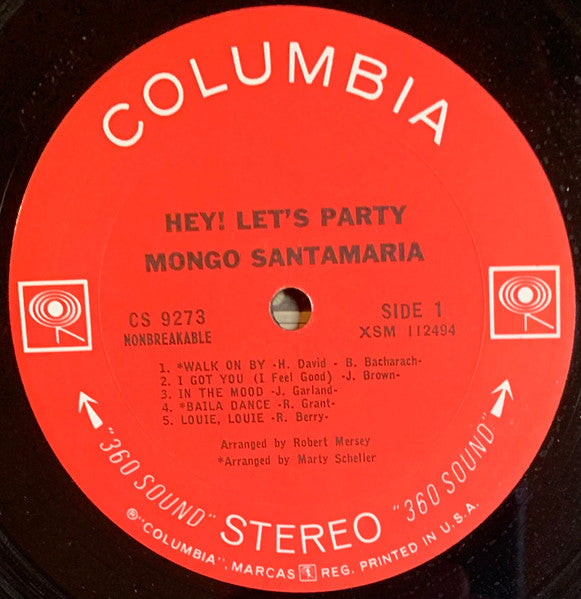 COLUMBIA
HEY! LET'S PARTY
MONGO SANTAMARIA
CS 9273
NONBREAKABLE
SIDE 1
XSM 112494
1. *WALK ON BY -H. David - B. Bacharach-
2. I GOT YOU (I Feel Good) -J. Brown-
3. IN THE MOOD -J. Garland-
4. *BAILA DANCE -R. Grant-
5. LOUIE, LOUIE -R. Berry-
Arranged by Robert Mersey
*Arranged by Marty Scheller
"360 SOUND" STEREO "360 SOUND"
®"COLUMBIA", MARCAS REG. PRINTED IN U.S.A.